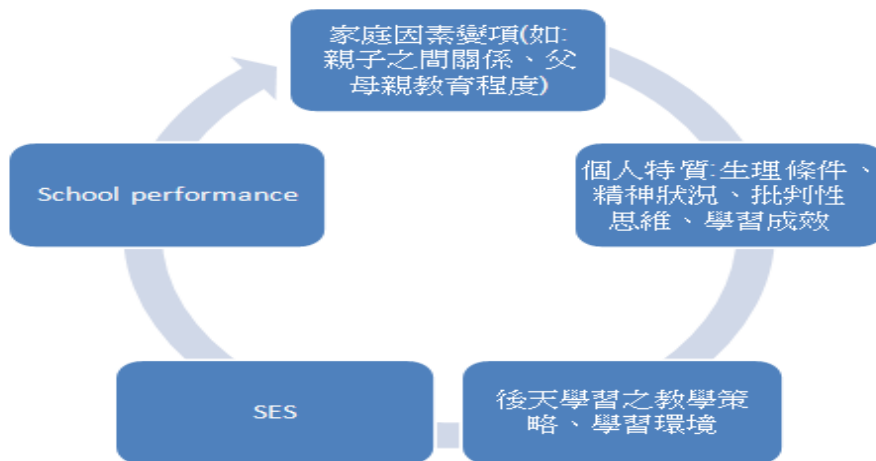 家庭因素變項(如:
親子之間關係、父
母親教育程度)
個人特質:生理條件、
精神狀況、批判性
思維、學習成效
後天學習之教學策
略、學習環境
SES
School performance